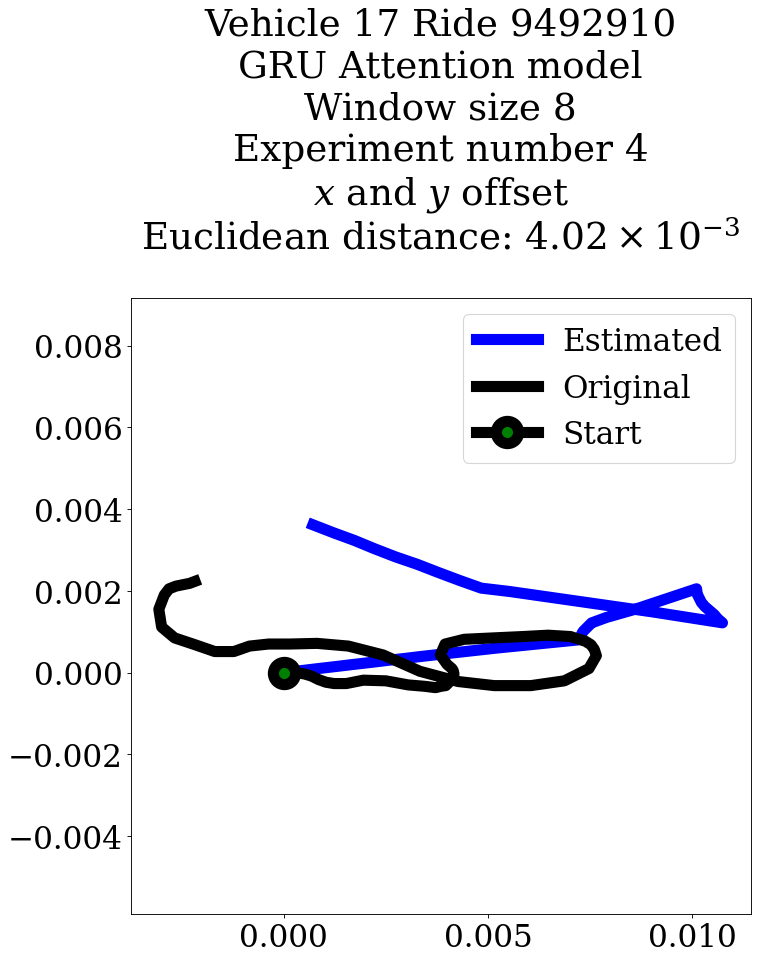 Vehicle 17 Ride 9492910
GRU Attention model
Window size 8
Experiment number 4
x and y offset
Euclidean distance: 4.02 × 10⁻³
Estimated
Original
Start
0.008
0.006
0.004
0.002
0.000
−0.002
−0.004
0.000 0.005 0.010